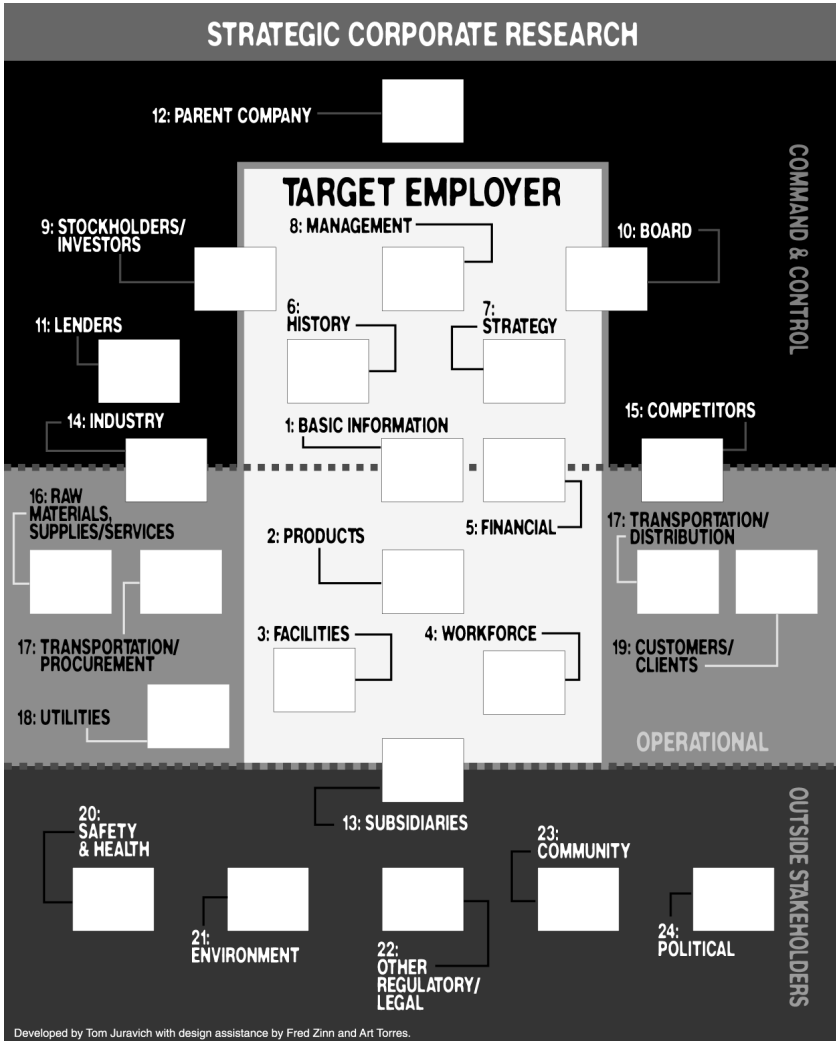 STRATEGIC CORPORATE RESEARCH
12: PARENT COMPANY
COMMAND & CONTROL
TARGET EMPLOYER
9: STOCKHOLDERS/
INVESTORS
8: MANAGEMENT
10: BOARD
11: LENDERS
6:
HISTORY
7:
STRATEGY
14: INDUSTRY
1: BASIC INFORMATION
15: COMPETITORS
16: RAW
MATERIALS,
SUPPLIES/SERVICES
5: FINANCIAL
17: TRANSPORTATION/
DISTRIBUTION
2: PRODUCTS
17: TRANSPORTATION/
PROCUREMENT
3: FACILITIES
4: WORKFORCE
19: CUSTOMERS/
CLIENTS
18: UTILITIES
OPERATIONAL
13: SUBSIDIARIES
OUTSIDE STAKEHOLDERS
20:
SAFETY
& HEALTH
21:
ENVIRONMENT
22:
OTHER
REGULATORY/
LEGAL
23:
COMMUNITY
24:
POLITICAL
Developed by Tom Juravich with design assistance by Fred Zinn and Art Torres.